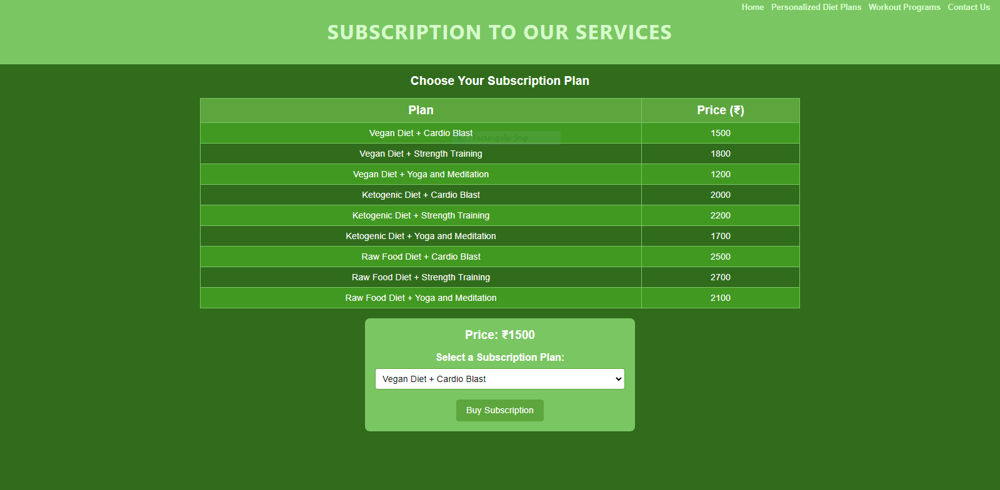 Home Personalized Diet Plans Workout Programs Contact Us
SUBSCRIPTION TO OUR SERVICES
Choose Your Subscription Plan
Plan Price (₹)
Vegan Diet + Cardio Blast 1500
Rectangular Snip
Vegan Diet + Strength Training 1800
Vegan Diet + Yoga and Meditation 1200
Ketogenic Diet + Cardio Blast 2000
Ketogenic Diet + Strength Training 2200
Ketogenic Diet + Yoga and Meditation 1700
Raw Food Diet + Cardio Blast 2500
Raw Food Diet + Strength Training 2700
Raw Food Diet + Yoga and Meditation 2100
Price: ₹1500
Select a Subscription Plan:
Vegan Diet + Cardio Blast
Buy Subscription